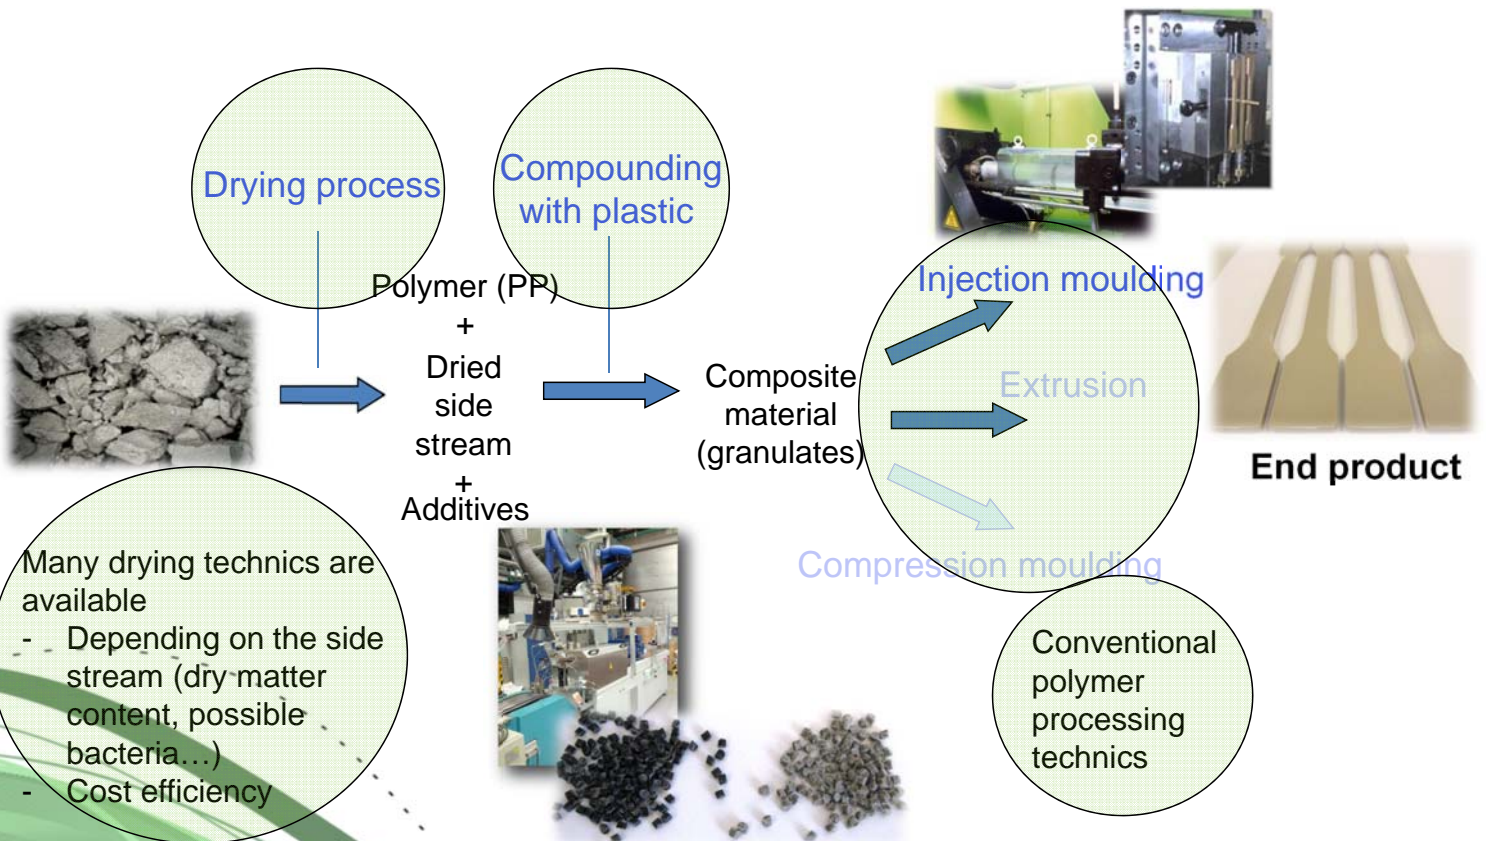 Drying process
Compounding
with plastic
Polymer (PP)
+
Dried
side
stream
+
Additives
Composite
material
(granulates)
Injection moulding
Extrusion
Compression moulding
End product
Many drying technics are
available
- Depending on the side
stream (dry matter
content, possible
bacteria…)
- Cost efficiency
Conventional
polymer
processing
technics